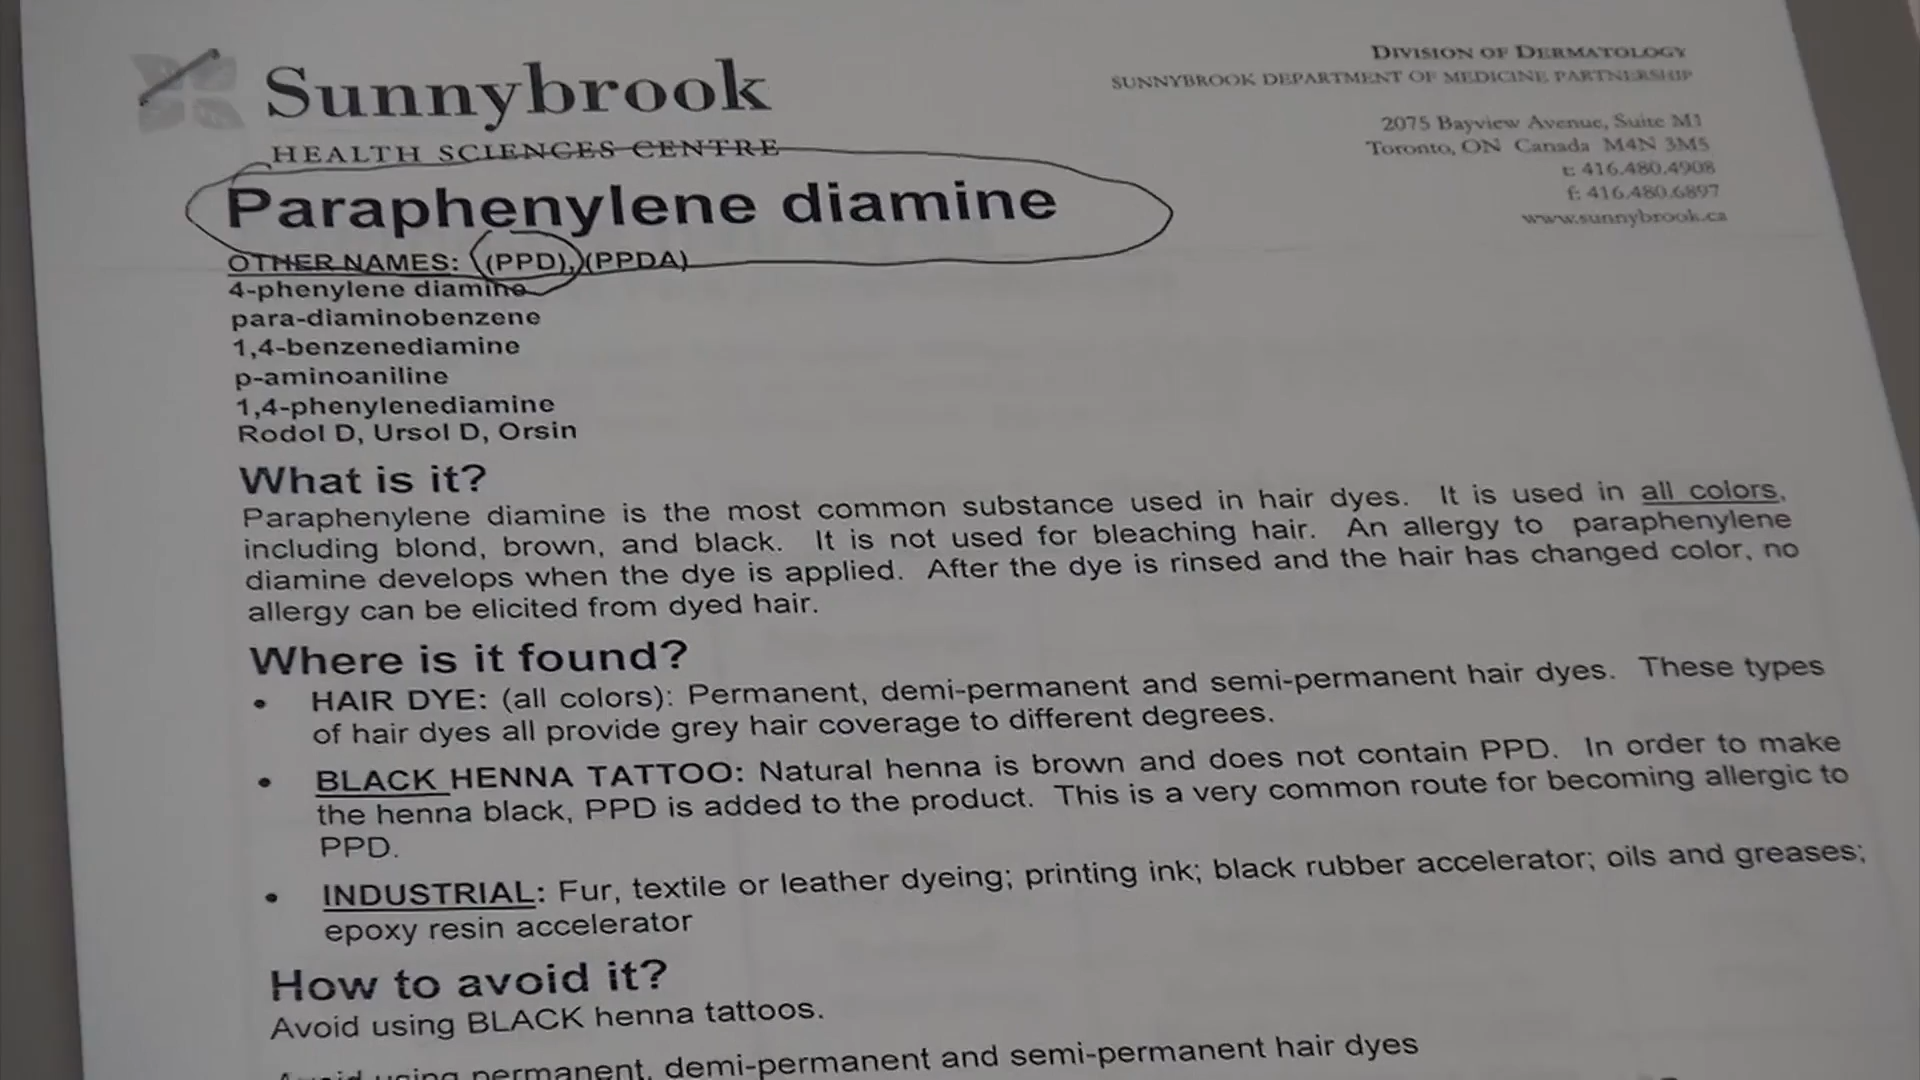 Sunnybrook
HEALTH SCIENCES CENTRE
DIVISION OF DERMATOLOGY
SUNNYBROOK DEPARTMENT OF MEDICINE PARTNERSHIP
2075 Bayview Avenue, Suite M1
Toronto, ON Canada M4N 3M5
t: 416.480.4908
f: 416.480.6897
www.sunnybrook.ca
Paraphenylene diamine
OTHER NAMES: (PPD), (PPDA)
4-phenylene diamine
para-diaminobenzene
1,4-benzenediamine
p-aminoaniline
1,4-phenylenediamine
Rodol D, Ursol D, Orsin
What is it?
Paraphenylene diamine is the most common substance used in hair dyes. It is used in all colors,
including blond, brown, and black. It is not used for bleaching hair. An allergy to paraphenylene
diamine develops when the dye is applied. After the dye is rinsed and the hair has changed color, no
allergy can be elicited from dyed hair.
Where is it found?
• HAIR DYE: (all colors): Permanent, demi-permanent and semi-permanent hair dyes. These types
of hair dyes all provide grey hair coverage to different degrees.
• BLACK HENNA TATTOO: Natural henna is brown and does not contain PPD. In order to make
the henna black, PPD is added to the product. This is a very common route for becoming allergic to
PPD.
• INDUSTRIAL: Fur, textile or leather dyeing; printing ink; black rubber accelerator; oils and greases;
epoxy resin accelerator
How to avoid it?
Avoid using BLACK henna tattoos.
Avoid using permanent, demi-permanent and semi-permanent hair dyes